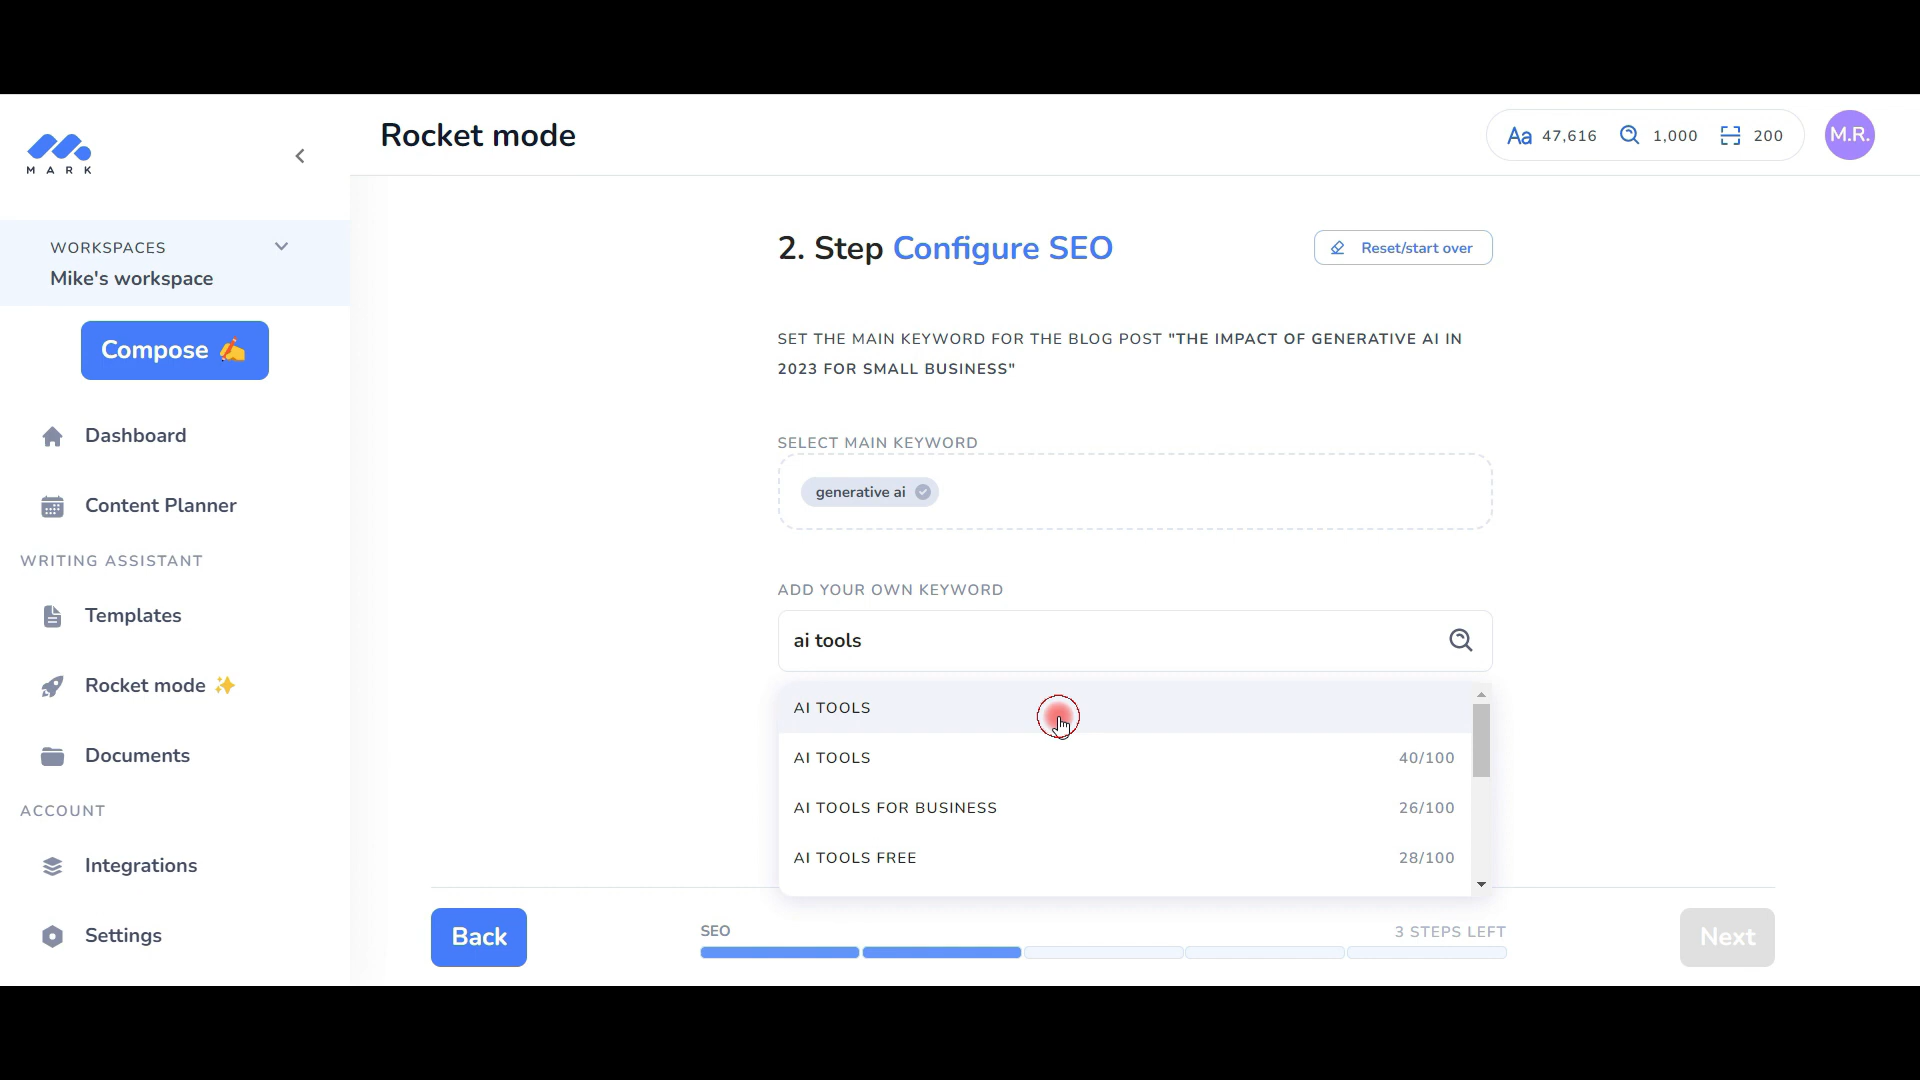 MARK
Rocket mode
Aa 47,616 1,000 200 M.R.
WORKSPACES
Mike's workspace
Compose ✍️
Dashboard
Content Planner
WRITING ASSISTANT
Templates
Rocket mode ✨
Documents
ACCOUNT
Integrations
Settings
2. Step Configure SEO
Reset/start over
SET THE MAIN KEYWORD FOR THE BLOG POST "THE IMPACT OF GENERATIVE AI IN
2023 FOR SMALL BUSINESS"
SELECT MAIN KEYWORD
generative ai
ADD YOUR OWN KEYWORD
ai tools
AI TOOLS
AI TOOLS 40/100
AI TOOLS FOR BUSINESS 26/100
AI TOOLS FREE 28/100
Back
SEO
3 STEPS LEFT
Next